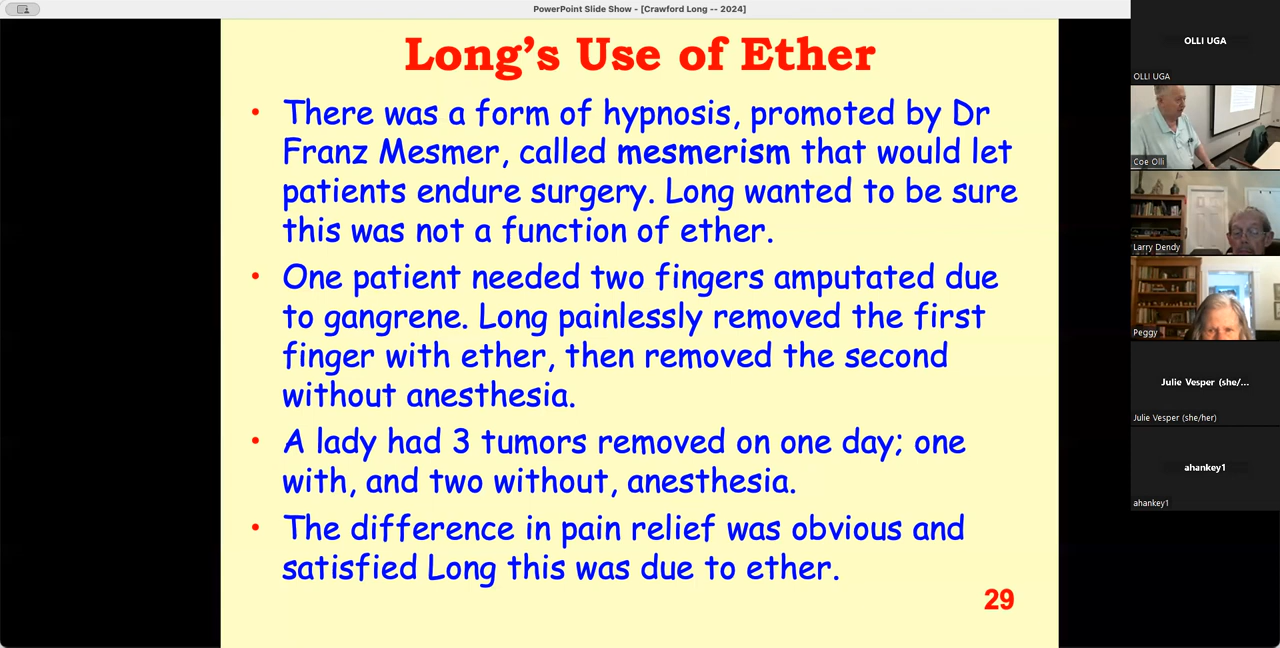 PowerPoint Slide Show - [Crawford Long -- 2024]
Long's Use of Ether
• There was a form of hypnosis, promoted by Dr
Franz Mesmer, called mesmerism that would let
patients endure surgery. Long wanted to be sure
this was not a function of ether.
• One patient needed two fingers amputated due
to gangrene. Long painlessly removed the first
finger with ether, then removed the second
without anesthesia.
• A lady had 3 tumors removed on one day; one
with, and two without, anesthesia.
• The difference in pain relief was obvious and
satisfied Long this was due to ether.
29
OLLI UGA
OLLI UGA
Coe Olli
Larry Dendy
Peggy
Julie Vesper (she/...
Julie Vesper (she/her)
ahankey1
ahankey1